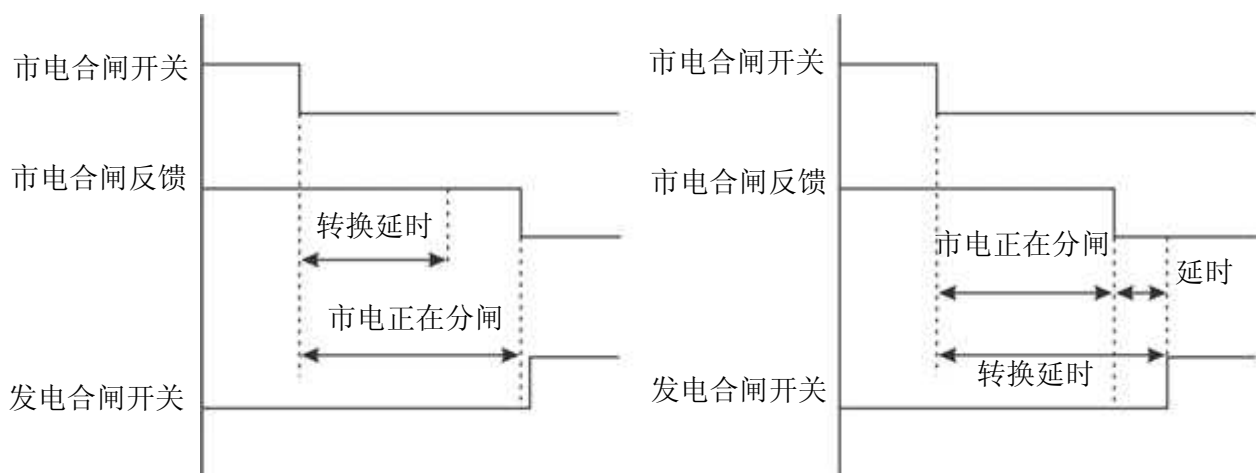 市电合闸开关
市电合闸反馈
转换延时
市电正在分闸
发电合闸开关
市电合闸开关
市电合闸反馈
市电正在分闸
延时
转换延时
发电合闸开关